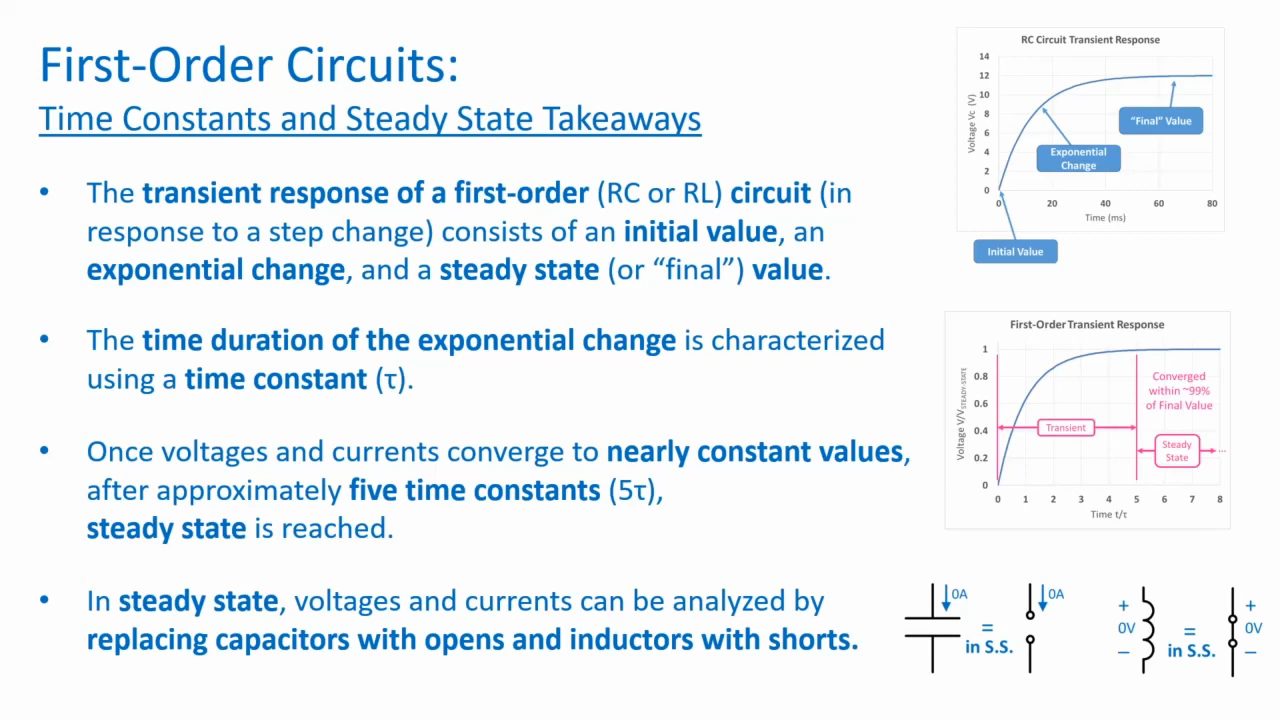 First-Order Circuits:
Time Constants and Steady State Takeaways
• The transient response of a first-order (RC or RL) circuit (in
response to a step change) consists of an initial value, an
exponential change, and a steady state (or “final”) value.
• The time duration of the exponential change is characterized
using a time constant (τ).
• Once voltages and currents converge to nearly constant values,
after approximately five time constants (5τ),
steady state is reached.
• In steady state, voltages and currents can be analyzed by
replacing capacitors with opens and inductors with shorts.
RC Circuit Transient Response
Voltage Vc (V)
14
12
10
8
6
4
2
0
“Final” Value
Exponential
Change
0 20 40 60 80
Time (ms)
Initial Value
First-Order Transient Response
Voltage V/V_STEADY-STATE
1
0.8
0.6
0.4
0.2
0
Converged
within ~99%
of Final Value
Transient
Steady
State
...
0 1 2 3 4 5 6 7 8
Time t/τ
0A
=
in S.S.
0A
+
0V
–
=
in S.S.
+
0V
–